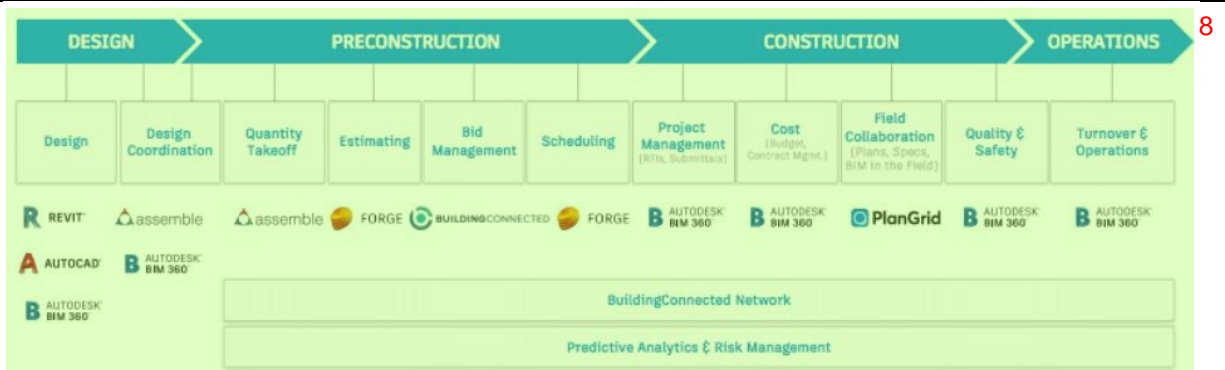 DESIGN PRECONSTRUCTION CONSTRUCTION OPERATIONS
8
Design
Design
Coordination
Quantity
Takeoff
Estimating
Bid
Management
Scheduling
Project
Management
(RFIs, Submittals)
Cost
(Budget,
Contract Mgmt.)
Field
Collaboration
(Plans, Specs,
BIM in the Field)
Quality &
Safety
Turnover &
Operations
REVIT
assemble
assemble
FORGE
BUILDINGCONNECTED
FORGE
AUTODESK
BIM 360
AUTODESK
BIM 360
PlanGrid
AUTODESK
BIM 360
AUTODESK
BIM 360
AUTOCAD
AUTODESK
BIM 360
AUTODESK
BIM 360
BuildingConnected Network
Predictive Analytics & Risk Management